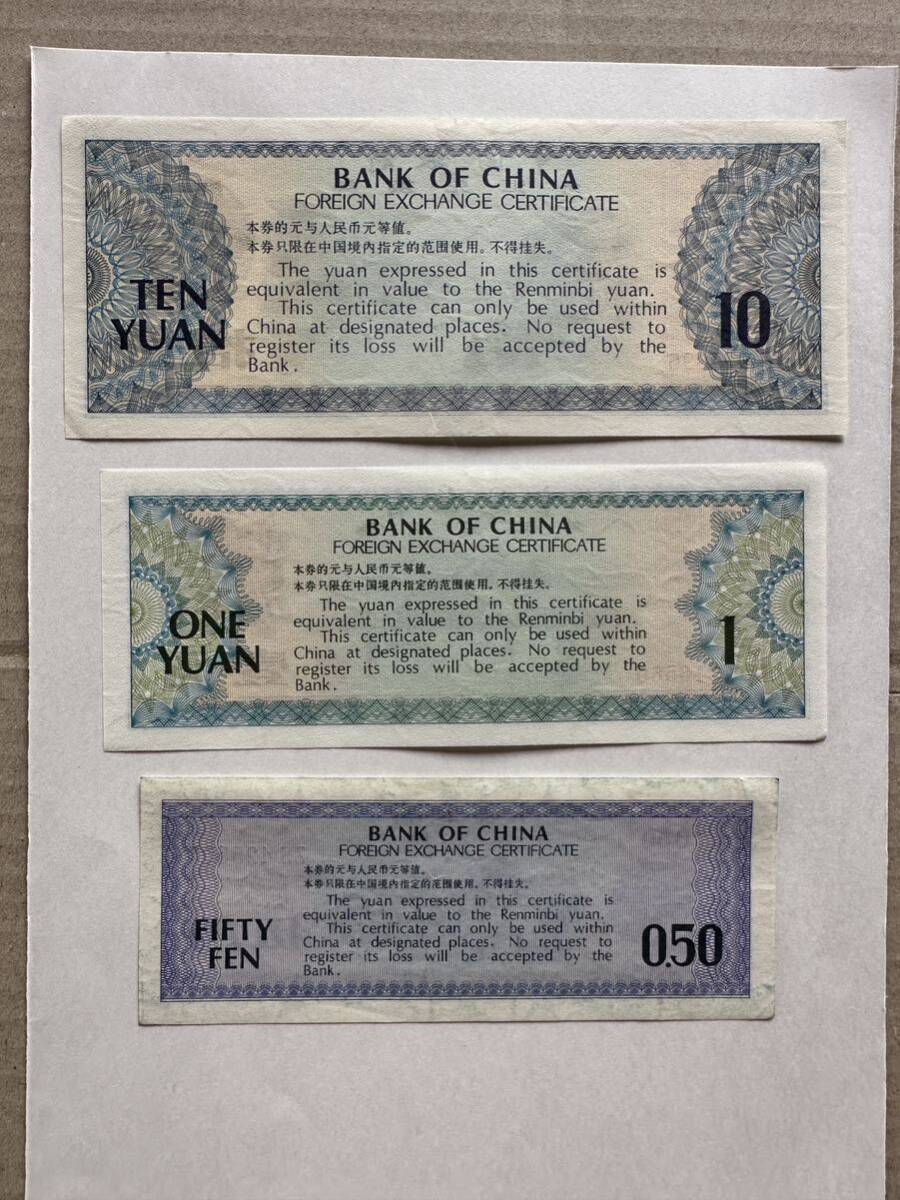 BANK OF CHINA
FOREIGN EXCHANGE CERTIFICATE
本券的元与人民币元等值。
本券只限在中国境内指定的范围使用。不得挂失。
The yuan expressed in this certificate is
equivalent in value to the Renminbi yuan.
This certificate can only be used within
China at designated places. No request to
register its loss will be accepted by the
Bank.
TEN
YUAN
10
BANK OF CHINA
FOREIGN EXCHANGE CERTIFICATE
本券的元与人民币元等值。
本券只限在中国境内指定的范围使用。不得挂失。
The yuan expressed in this certificate is
equivalent in value to the Renminbi yuan.
This certificate can only be used within
China at designated places. No request to
register its loss will be accepted by the
Bank.
ONE
YUAN
1
BANK OF CHINA
FOREIGN EXCHANGE CERTIFICATE
本券的元与人民币元等值。
本券只限在中国境内指定的范围使用。不得挂失。
The yuan expressed in this certificate is
equivalent in value to the Renminbi yuan.
This certificate can only be used within
China at designated places. No request to
register its loss will be accepted by the
Bank.
FIFTY
FEN
0.50